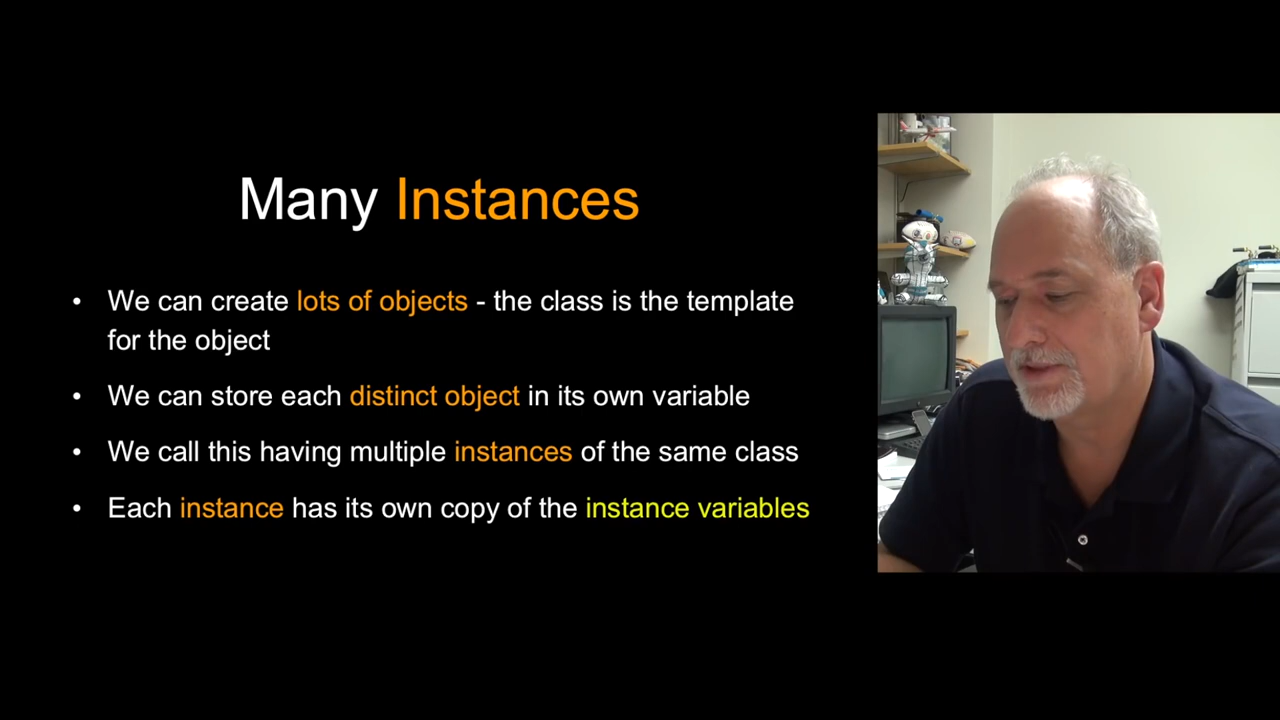 Many Instances
• We can create lots of objects - the class is the template
for the object
• We can store each distinct object in its own variable
• We call this having multiple instances of the same class
• Each instance has its own copy of the instance variables